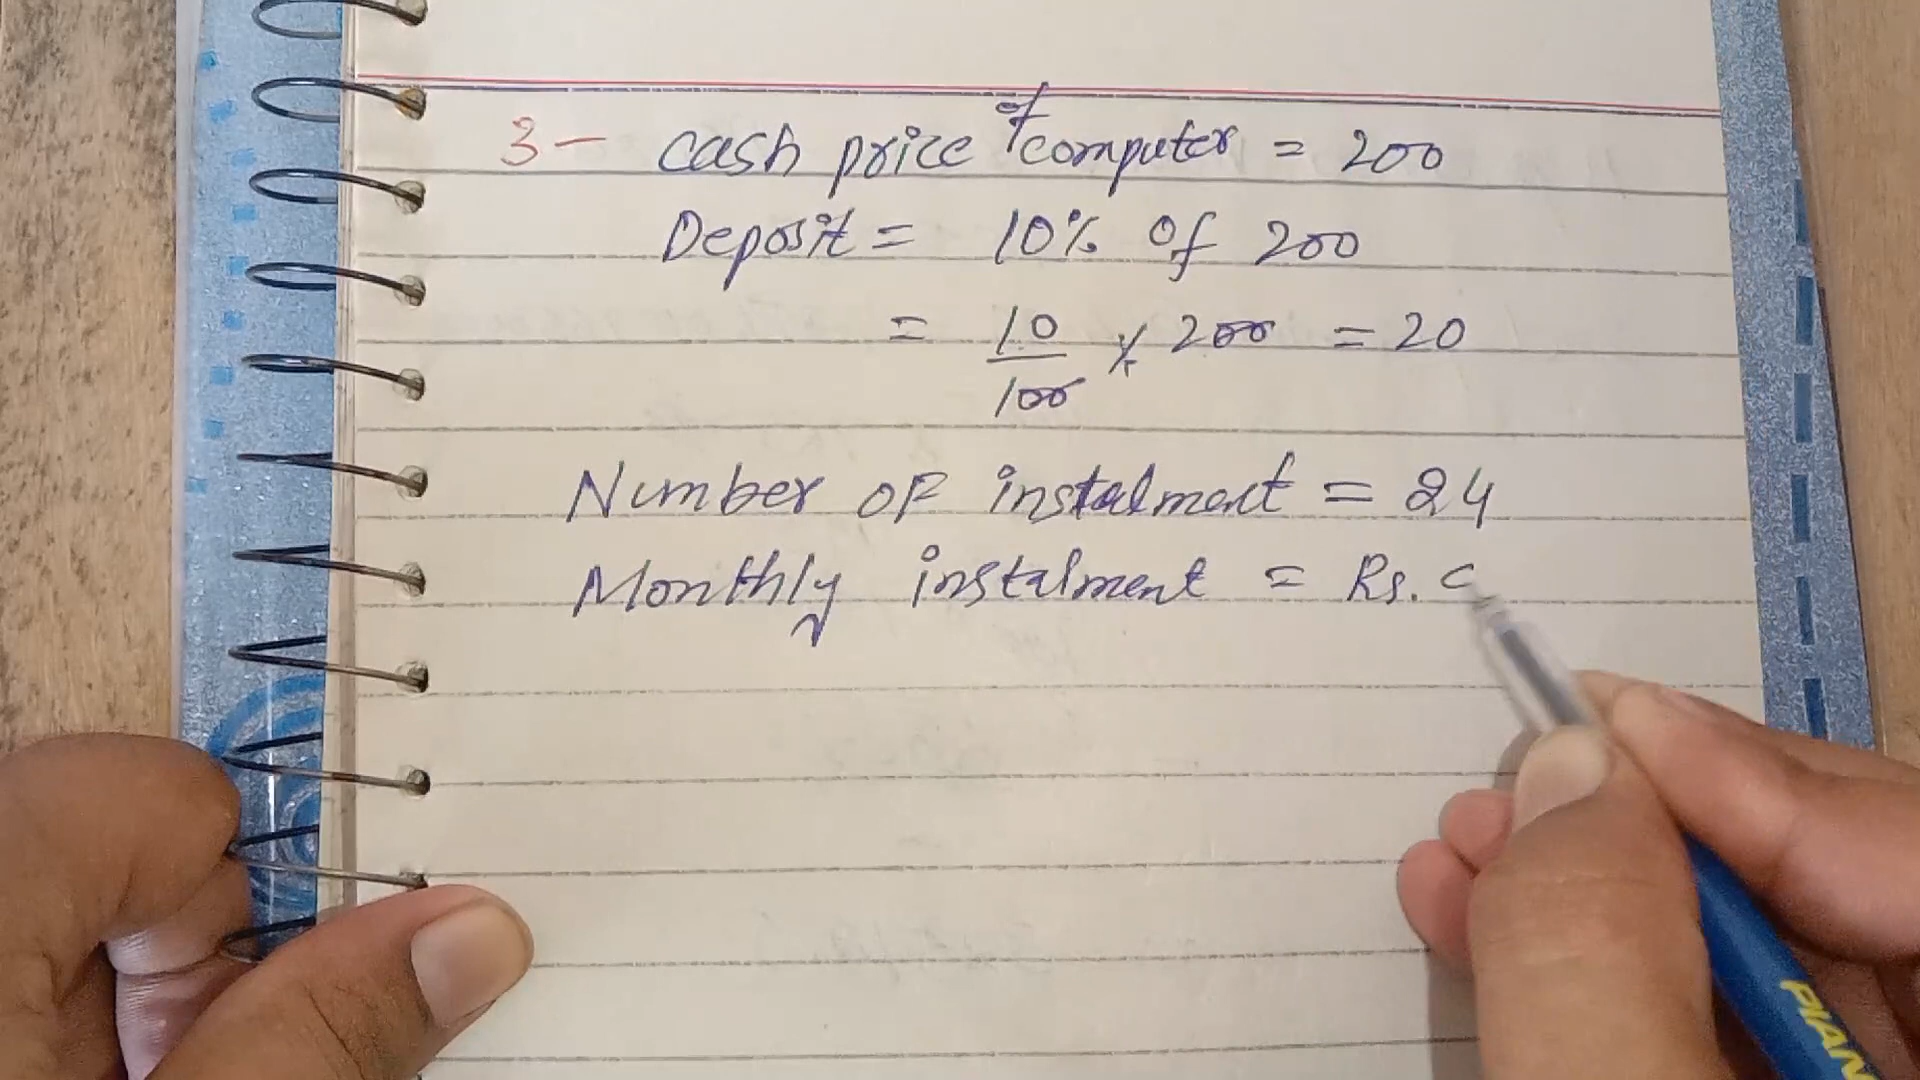 3- cash price of computer = 200
Deposit = 10% of 200
= 10/100 x 200 = 20
Number of instalment = 24
Monthly instalment = Rs.
PIAN